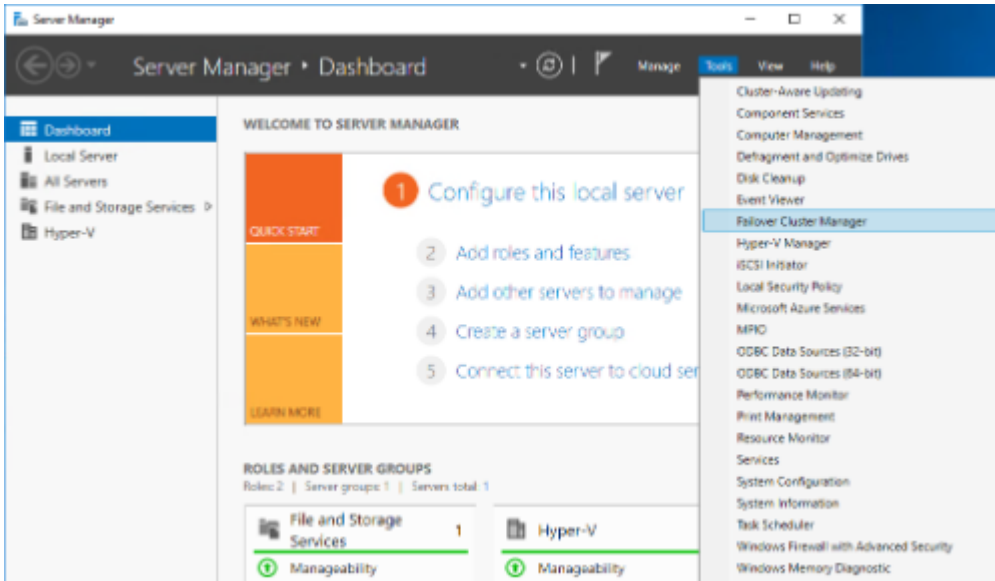 Server Manager
Server Manager • Dashboard
Manage Tools View Help
Dashboard
Local Server
All Servers
File and Storage Services
Hyper-V
WELCOME TO SERVER MANAGER
QUICK START
WHAT'S NEW
LEARN MORE
1 Configure this local server
2 Add roles and features
3 Add other servers to manage
4 Create a server group
5 Connect this server to cloud ser
ROLES AND SERVER GROUPS
Roles: 2 | Server groups: 1 | Servers total: 1
File and Storage 1
Services
Manageability
Hyper-V
Manageability
Cluster-Aware Updating
Component Services
Computer Management
Defragment and Optimize Drives
Disk Cleanup
Event Viewer
Failover Cluster Manager
Hyper-V Manager
iSCSI Initiator
Local Security Policy
Microsoft Azure Services
MPIO
ODBC Data Sources (32-bit)
ODBC Data Sources (64-bit)
Performance Monitor
Print Management
Resource Monitor
Services
System Configuration
System Information
Task Scheduler
Windows Firewall with Advanced Security
Windows Memory Diagnostic